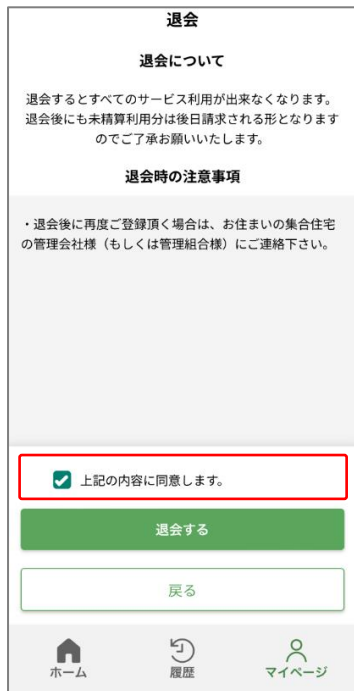 退会
退会について
退会するとすべてのサービス利用が出来なくなります。
退会後にも未精算利用分は後日請求される形となります
のでご了承お願いいたします。
退会時の注意事項
・退会後に再度ご登録頂く場合は、お住まいの集合住宅
の管理会社様（もしくは管理組合様）にご連絡下さい。
上記の内容に同意します。
退会する
戻る
ホーム
履歴
マイページ